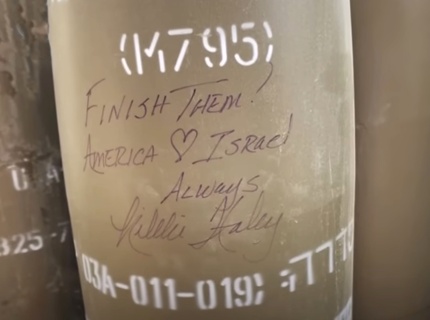 (M795)
FINISH THEM!
AMERICA ♡ ISRAEL
ALWAYS
Nikki Haley
03A-011-019;